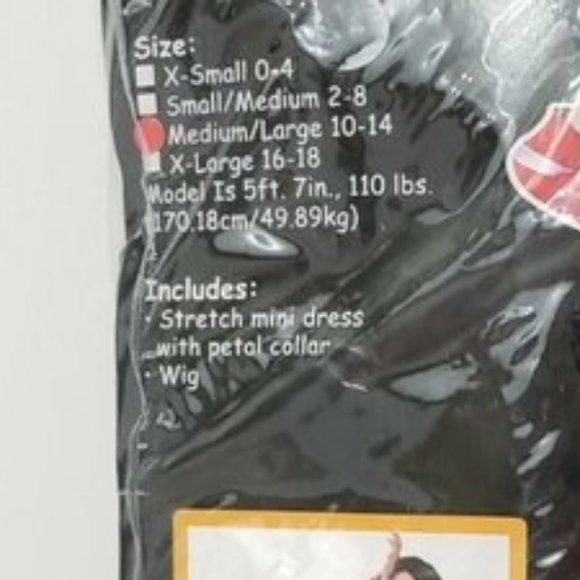 Size:
X-Small 0-4
Small/Medium 2-8
Medium/Large 10-14
X-Large 16-18
Model Is 5ft. 7in., 110 lbs.
(170.18cm/49.89kg)
Includes:
· Stretch mini dress
with petal collar
· Wig